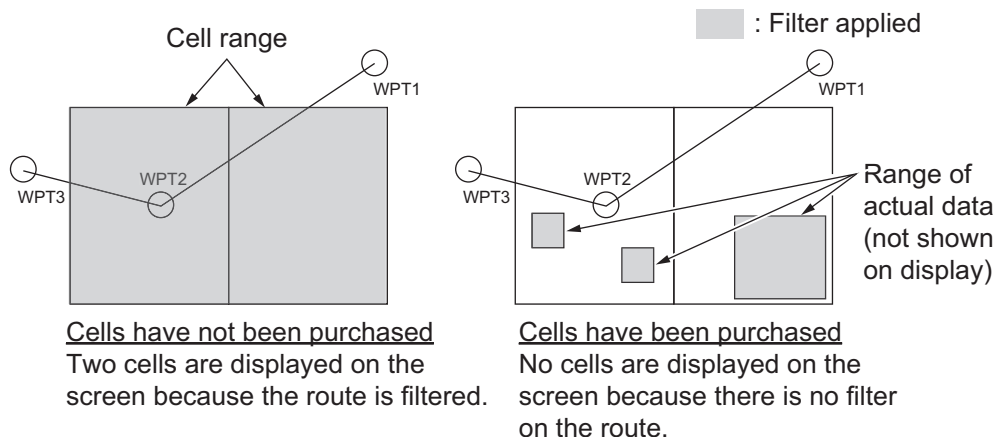 : Filter applied
Cell range
WPT1
WPT2
WPT3
Cells have not been purchased
Two cells are displayed on the
screen because the route is filtered.
WPT1
WPT2
WPT3
Range of
actual data
(not shown
on display)
Cells have been purchased
No cells are displayed on the
screen because there is no filter
on the route.